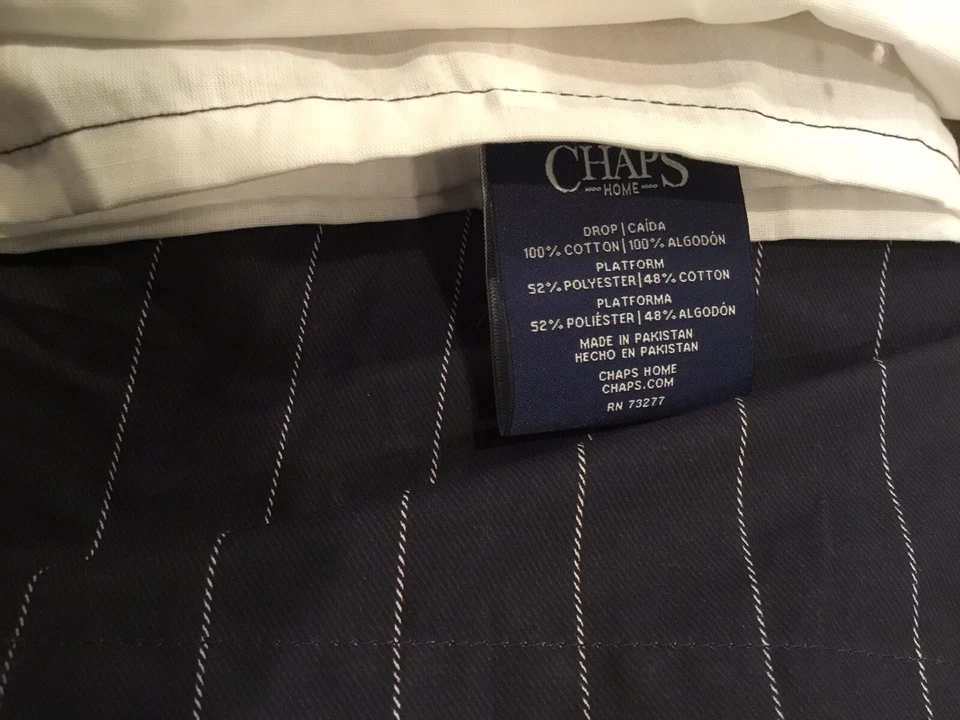 CHAPS
HOME
DROP|CAÍDA
100% COTTON|100% ALGODÓN
PLATFORM
52% POLYESTER|48% COTTON
PLATFORMA
52% POLIÉSTER|48% ALGODÓN
MADE IN PAKISTAN
HECHO EN PAKISTAN
CHAPS HOME
CHAPS.COM
RN 73277